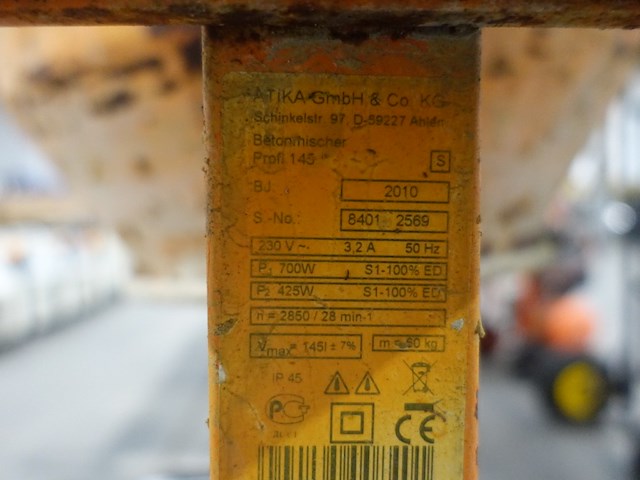 ATIKA GmbH & Co. KG
Schinkelstr. 97, D-59227 Ahlen
Betonmischer
Profi 145
S
BJ. 2010
S.-No.: 8401 2569
230 V ~ 3,2 A 50 Hz
P1 700W S1-100% ED
P2 425W S1-100% ED
n = 2850 / 28 min-1
Vmax = 145l ± 7% m = 90 kg
IP 45
CE